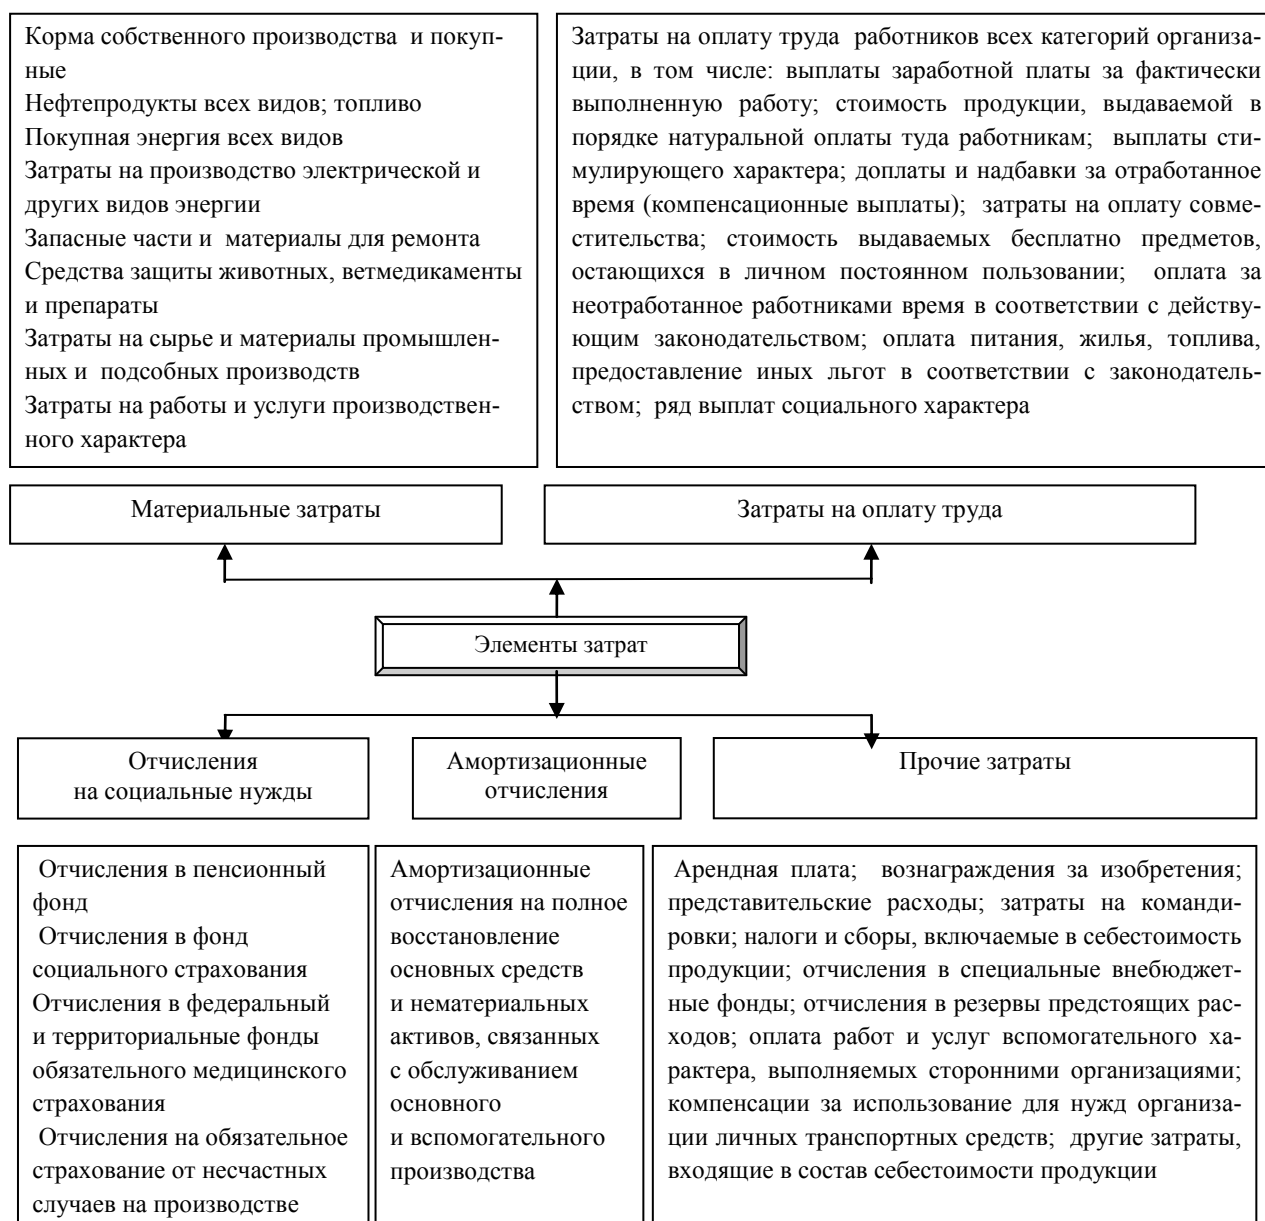 Корма собственного производства и покуп-
ные
Нефтепродукты всех видов; топливо
Покупная энергия всех видов
Затраты на производство электрической и
других видов энергии
Запасные части и материалы для ремонта
Средства защиты животных, ветмедикаменты
и препараты
Затраты на сырье и материалы промышлен-
ных и подсобных производств
Затраты на работы и услуги производствен-
ного характера
Затраты на оплату труда работников всех категорий организа-
ции, в том числе: выплаты заработной платы за фактически
выполненную работу; стоимость продукции, выдаваемой в
порядке натуральной оплаты туда работникам; выплаты сти-
мулирующего характера; доплаты и надбавки за отработанное
время (компенсационные выплаты); затраты на оплату совме-
стительства; стоимость выдаваемых бесплатно предметов,
остающихся в личном постоянном пользовании; оплата за
неотработанное работниками время в соответствии с действу-
ющим законодательством; оплата питания, жилья, топлива,
предоставление иных льгот в соответствии с законодатель-
ством; ряд выплат социального характера
Материальные затраты
Затраты на оплату труда
Элементы затрат
Отчисления
на социальные нужды
Амортизационные
отчисления
Прочие затраты
Отчисления в пенсионный
фонд
Отчисления в фонд
социального страхования
Отчисления в федеральный
и территориальные фонды
обязательного медицинского
страхования
Отчисления на обязательное
страхование от несчастных
случаев на производстве
Амортизационные
отчисления на полное
восстановление
основных средств
и нематериальных
активов, связанных
с обслуживанием
основного
и вспомогательного
производства
Арендная плата; вознаграждения за изобретения;
представительские расходы; затраты на команди-
ровки; налоги и сборы, включаемые в себестоимость
продукции; отчисления в специальные внебюджет-
ные фонды; отчисления в резервы предстоящих рас-
ходов; оплата работ и услуг вспомогательного ха-
рактера, выполняемых сторонними организациями;
компенсации за использование для нужд организа-
ции личных транспортных средств; другие затраты,
входящие в состав себестоимости продукции